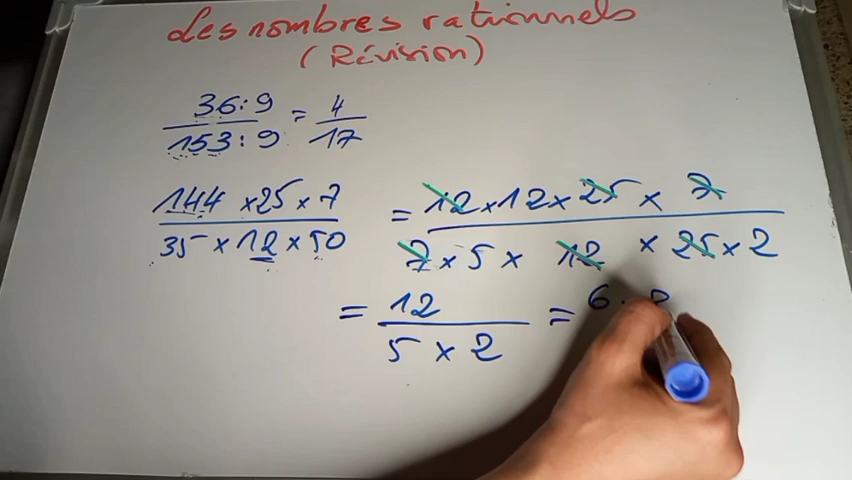 Les nombres rationnels
(Révision)
36:9 / 153:9 = 4 / 17
144 ×25 × 7 / 35 × 12 × 50 = 12 ×12 × 25 × 7 / 7 × 5 × 12 × 25 × 2
= 12 / 5 × 2 = 6